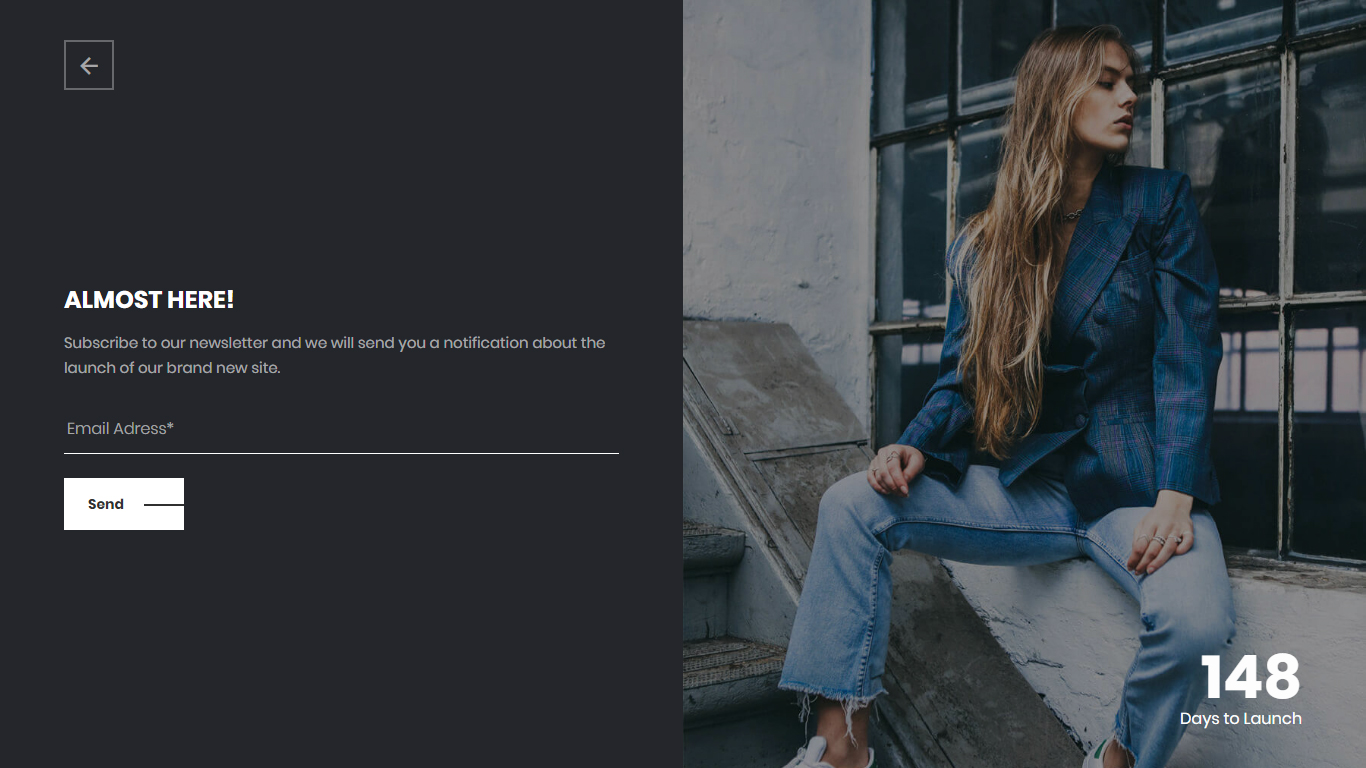 ALMOST HERE!
Subscribe to our newsletter and we will send you a notification about the
launch of our brand new site.
Email Adress*
Send
148
Days to Launch